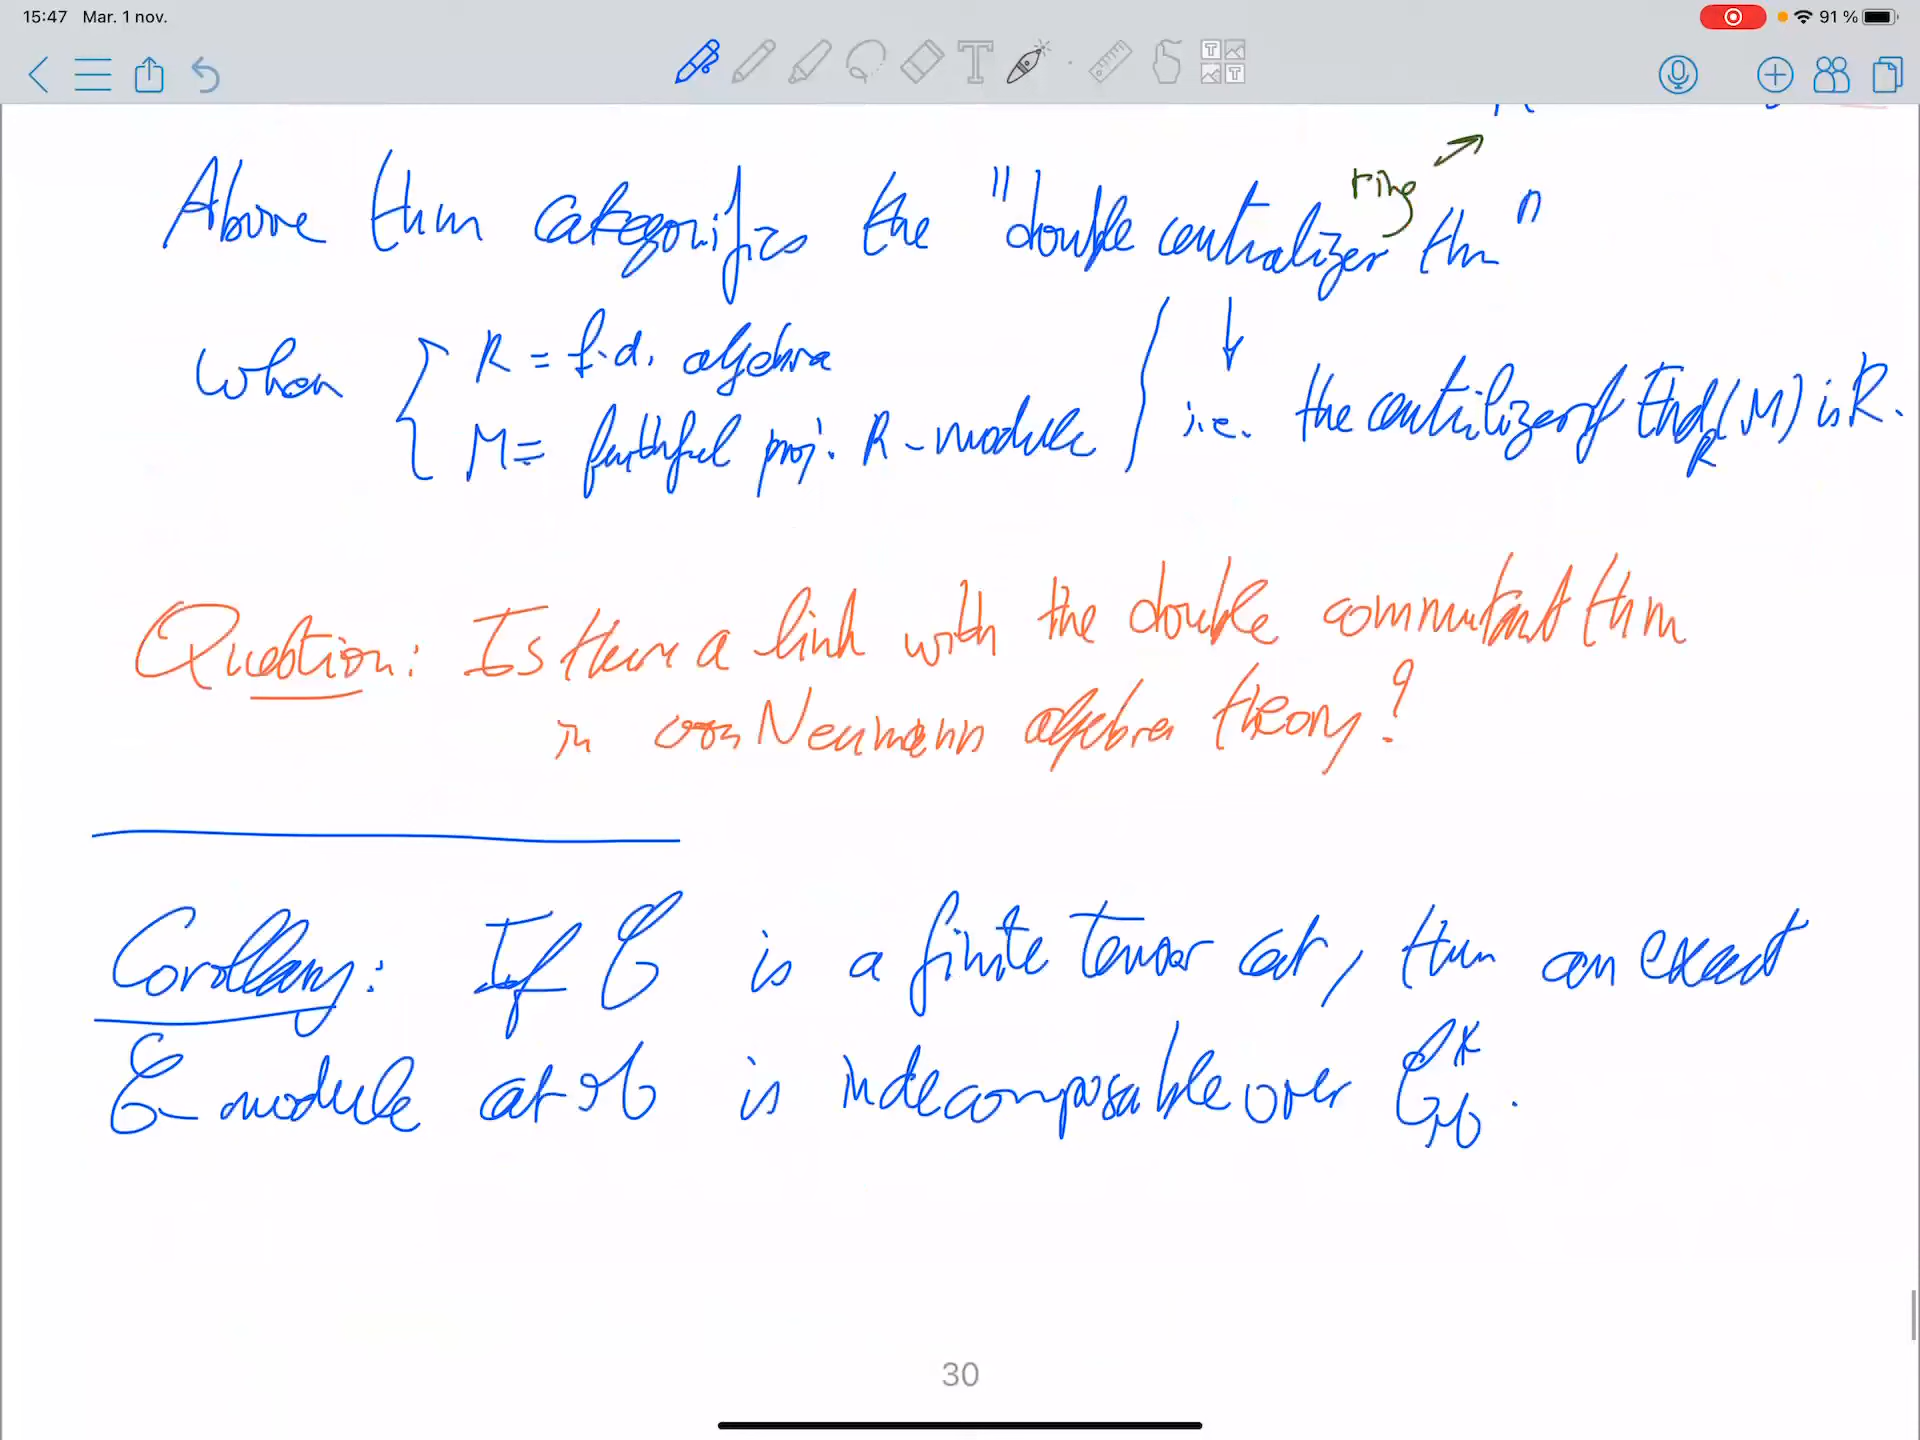 15:47 Mar. 1 nov.
91 %
ring
Above thm categorifies the "double centralizer thm"
when { R = f.d. algebra
M = faithful proj. R-module } i.e. the centralizer of End_R(M) is R.
Question: Is there a link with the double commutant thm
in von Neumann algebra theory?
Corollary: If 𝒞 is a finite tensor cat, then an exact
𝒞-module cat ℳ is indecomposable over 𝒞*_ℳ.
30